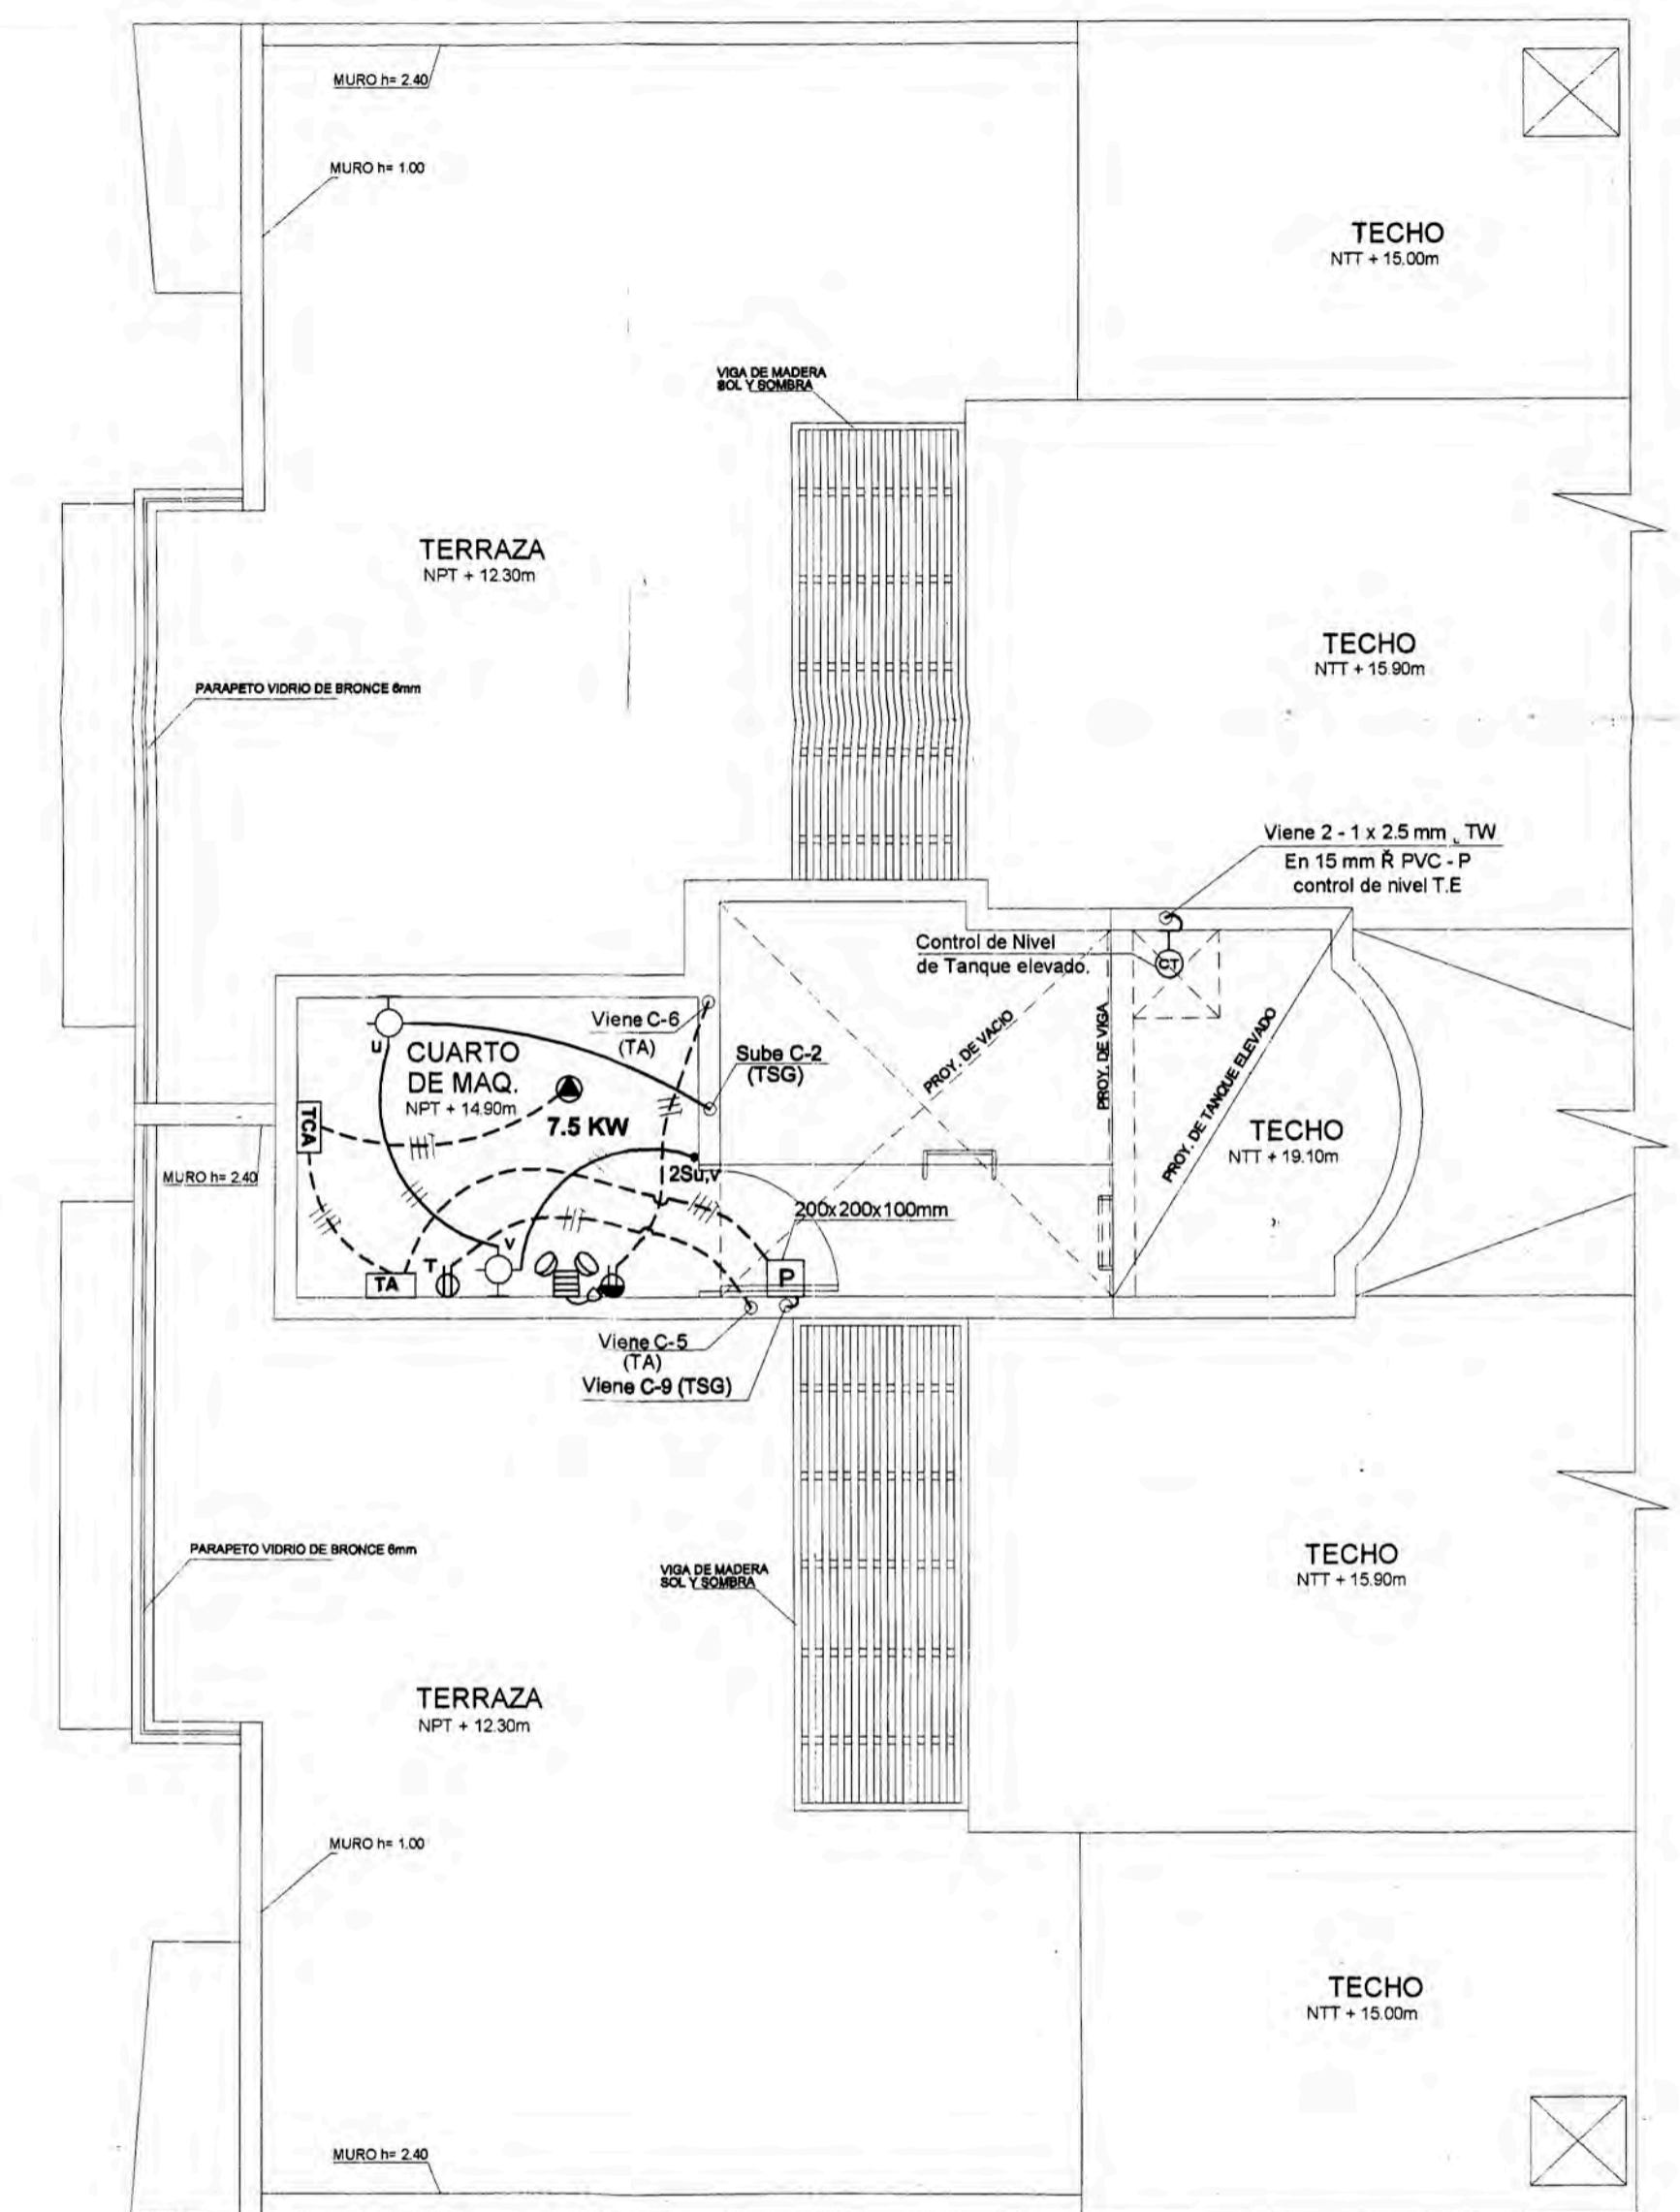 MURO h= 2.40
MURO h= 1.00
TECHO
NTT + 15.00m
VIGA DE MADERA
SOL Y SOMBRA
TERRAZA
NPT + 12.30m
TECHO
NTT + 15.90m
PARAPETO VIDRIO DE BRONCE 6mm
Viene 2 - 1 x 2.5 mm TW
En 15 mm Ř PVC - P
control de nivel T.E
Control de Nivel
de Tanque elevado.
CT
Viene C-6
(TA)
Sube C-2
(TSG)
U
CUARTO
DE MAQ.
NPT + 14.90m
7.5 KW
TCA
PROY. DE VACIO
PROY. DE VIGA
PROY. DE TANQUE ELEVADO
TECHO
NTT + 19.10m
MURO h= 2.40
2Su,v
200x200x100mm
V
T
TA
P
Viene C-5
(TA)
Viene C-9 (TSG)
PARAPETO VIDRIO DE BRONCE 6mm
VIGA DE MADERA
SOL Y SOMBRA
TECHO
NTT + 15.90m
TERRAZA
NPT + 12.30m
MURO h= 1.00
TECHO
NTT + 15.00m
MURO h= 2.40